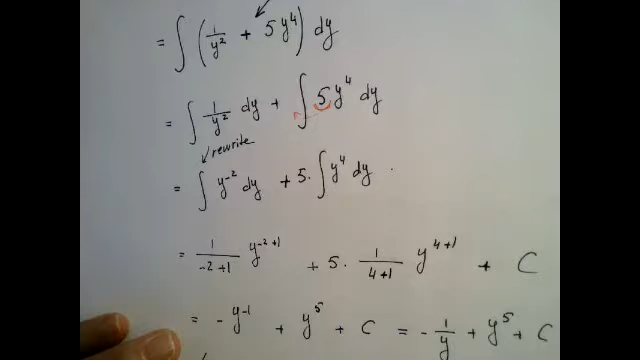 = ∫ (1/y² + 5y⁴) dy
= ∫ 1/y² dy + ∫ 5y⁴ dy
rewrite
= ∫ y⁻² dy + 5·∫ y⁴ dy
= 1/(-2+1) y⁻²⁺¹ + 5· 1/(4+1) y⁴⁺¹ + C
= -y⁻¹ + y⁵ + C = -1/y + y⁵ + C